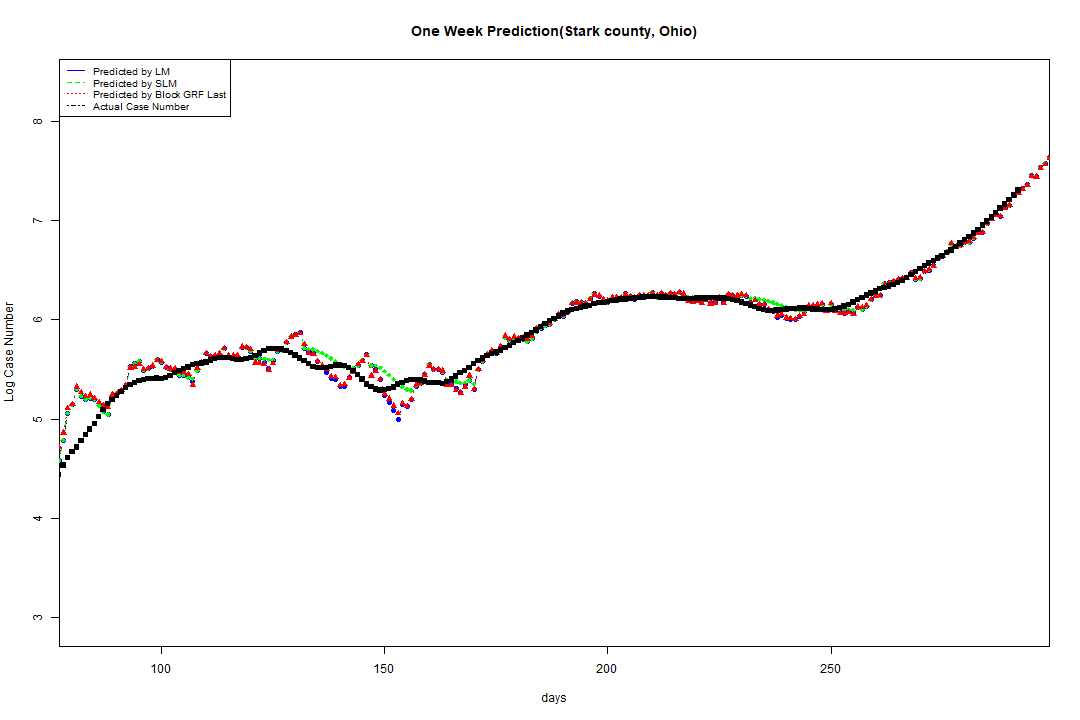 One Week Prediction(Stark county, Ohio)
Predicted by LM
Predicted by SLM
Predicted by Block GRF Last
Actual Case Number
8
7
6
5
4
3
Log Case Number
100 150 200 250
days